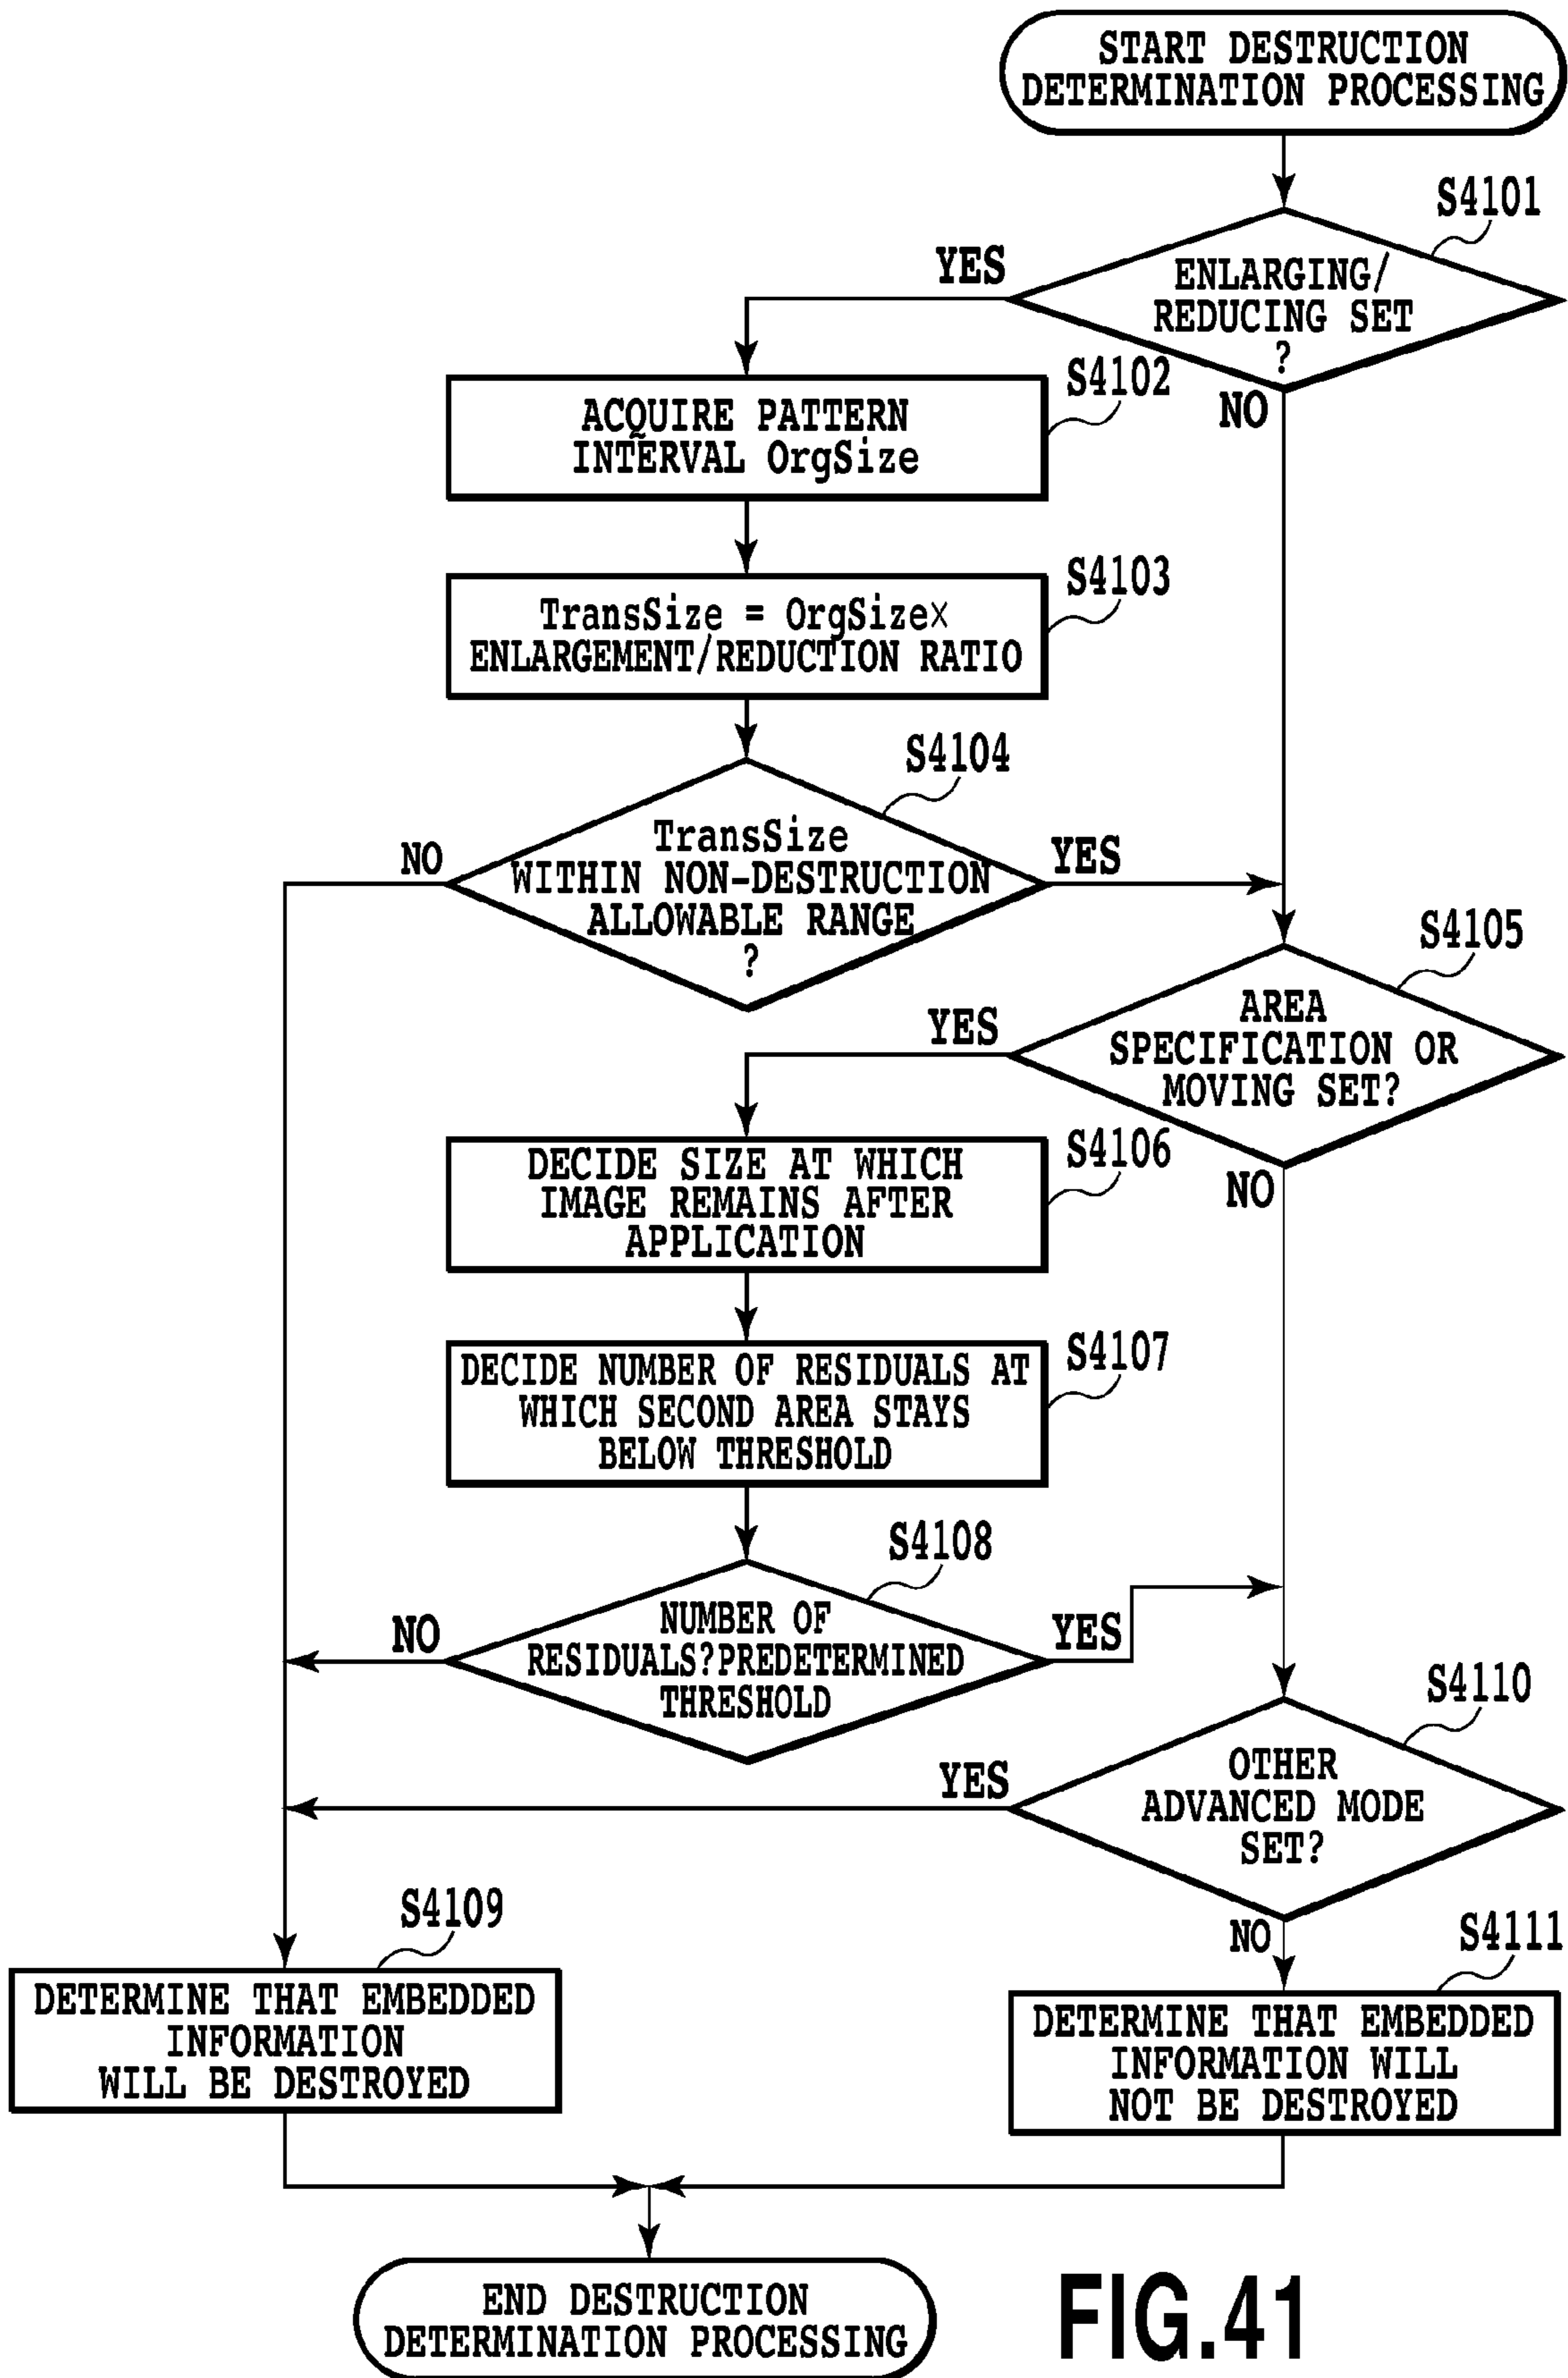 START DESTRUCTION
DETERMINATION PROCESSING
S4101
YES
ENLARGING/
REDUCING SET
?
NO
S4102
ACQUIRE PATTERN
INTERVAL OrgSize
S4103
TransSize = OrgSize×
ENLARGEMENT/REDUCTION RATIO
S4104
NO
TransSize
WITHIN NON-DESTRUCTION
ALLOWABLE RANGE
?
YES
S4105
YES
AREA
SPECIFICATION OR
MOVING SET?
NO
S4106
DECIDE SIZE AT WHICH
IMAGE REMAINS AFTER
APPLICATION
S4107
DECIDE NUMBER OF RESIDUALS AT
WHICH SECOND AREA STAYS
BELOW THRESHOLD
S4108
NO
NUMBER OF
RESIDUALS?PREDETERMINED
THRESHOLD
YES
S4110
YES
OTHER
ADVANCED MODE
SET?
NO
S4109
DETERMINE THAT EMBEDDED
INFORMATION
WILL BE DESTROYED
S4111
DETERMINE THAT EMBEDDED
INFORMATION WILL
NOT BE DESTROYED
END DESTRUCTION
DETERMINATION PROCESSING
FIG.41